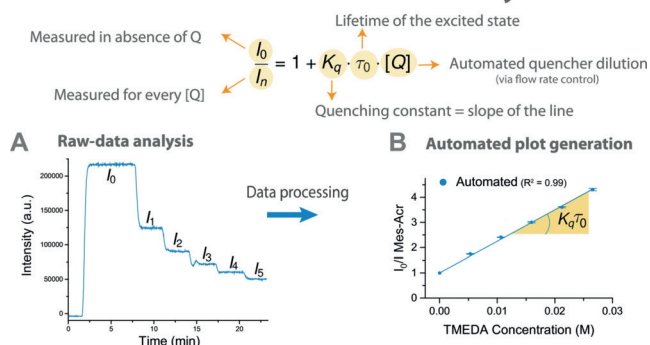 Lifetime of the excited state
Measured in absence of Q
I0/In = 1 + Kq · τ0 · [Q]
Automated quencher dilution
(via flow rate control)
Measured for every [Q]
Quenching constant = slope of the line
A Raw-data analysis
B Automated plot generation
Data processing
Intensity (a.u.)
200000
150000
100000
50000
0
I0
I1
I2
I3
I4
I5
0 5 10 15 20
Time (min)
I0/I Mes-Acr
4
3
2
1
0
Automated (R² = 0.99)
Kqτ0
0.00 0.01 0.02 0.03
TMEDA Concentration (M)